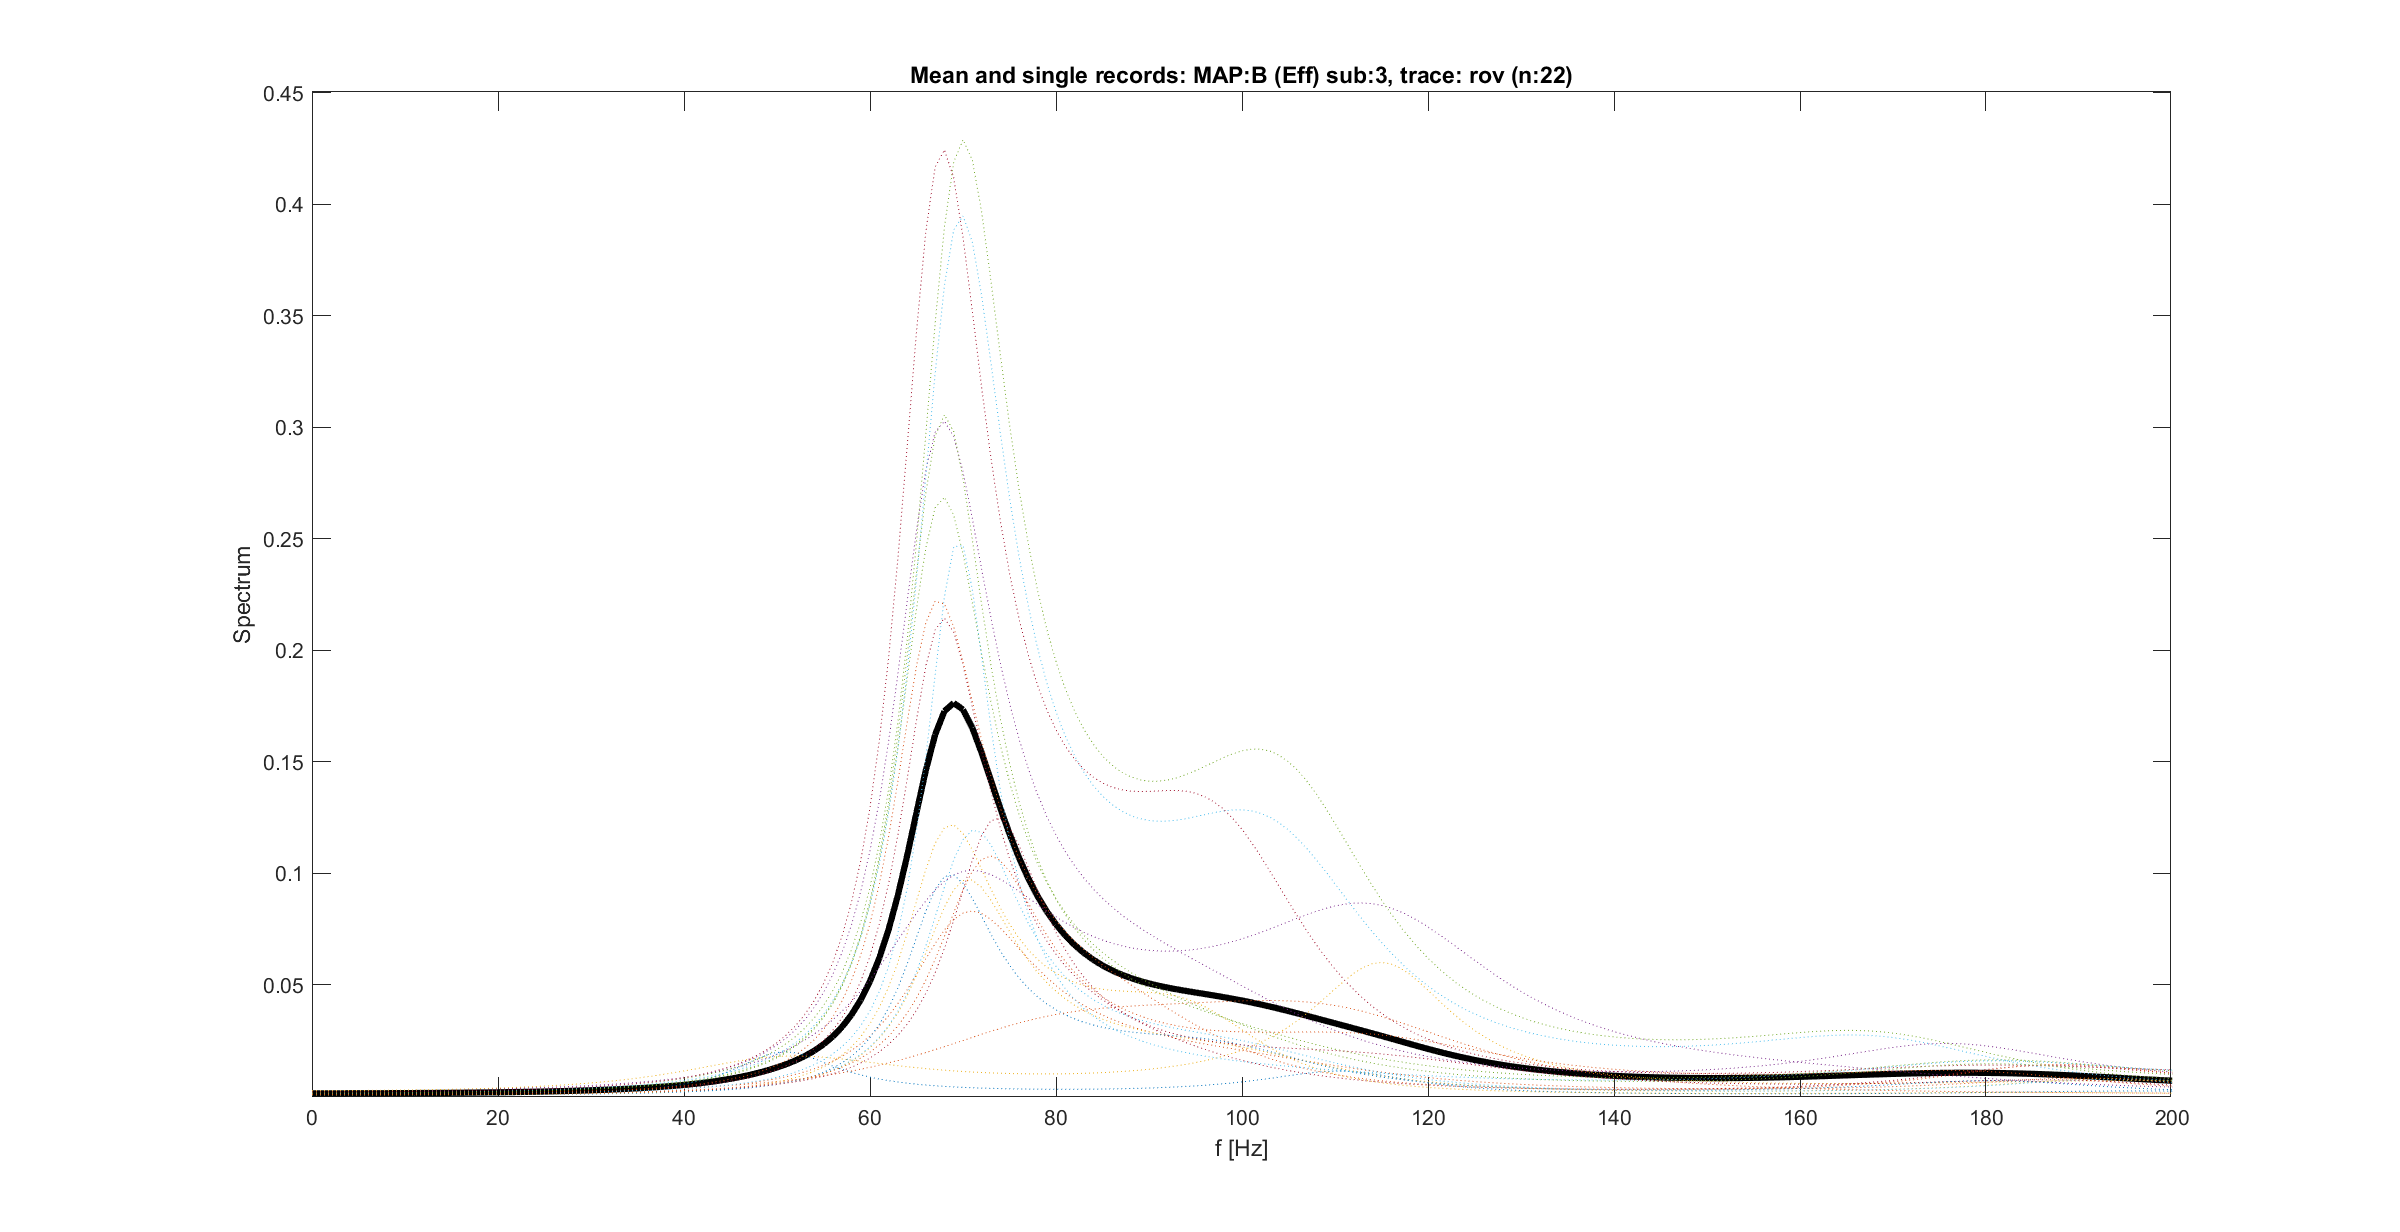 Mean and single records: MAP:B (Eff) sub:3, trace: rov (n:22)
0.45
0.4
0.35
0.3
0.25
0.2
0.15
0.1
0.05
Spectrum
0 20 40 60 80 100 120 140 160 180 200
f [Hz]